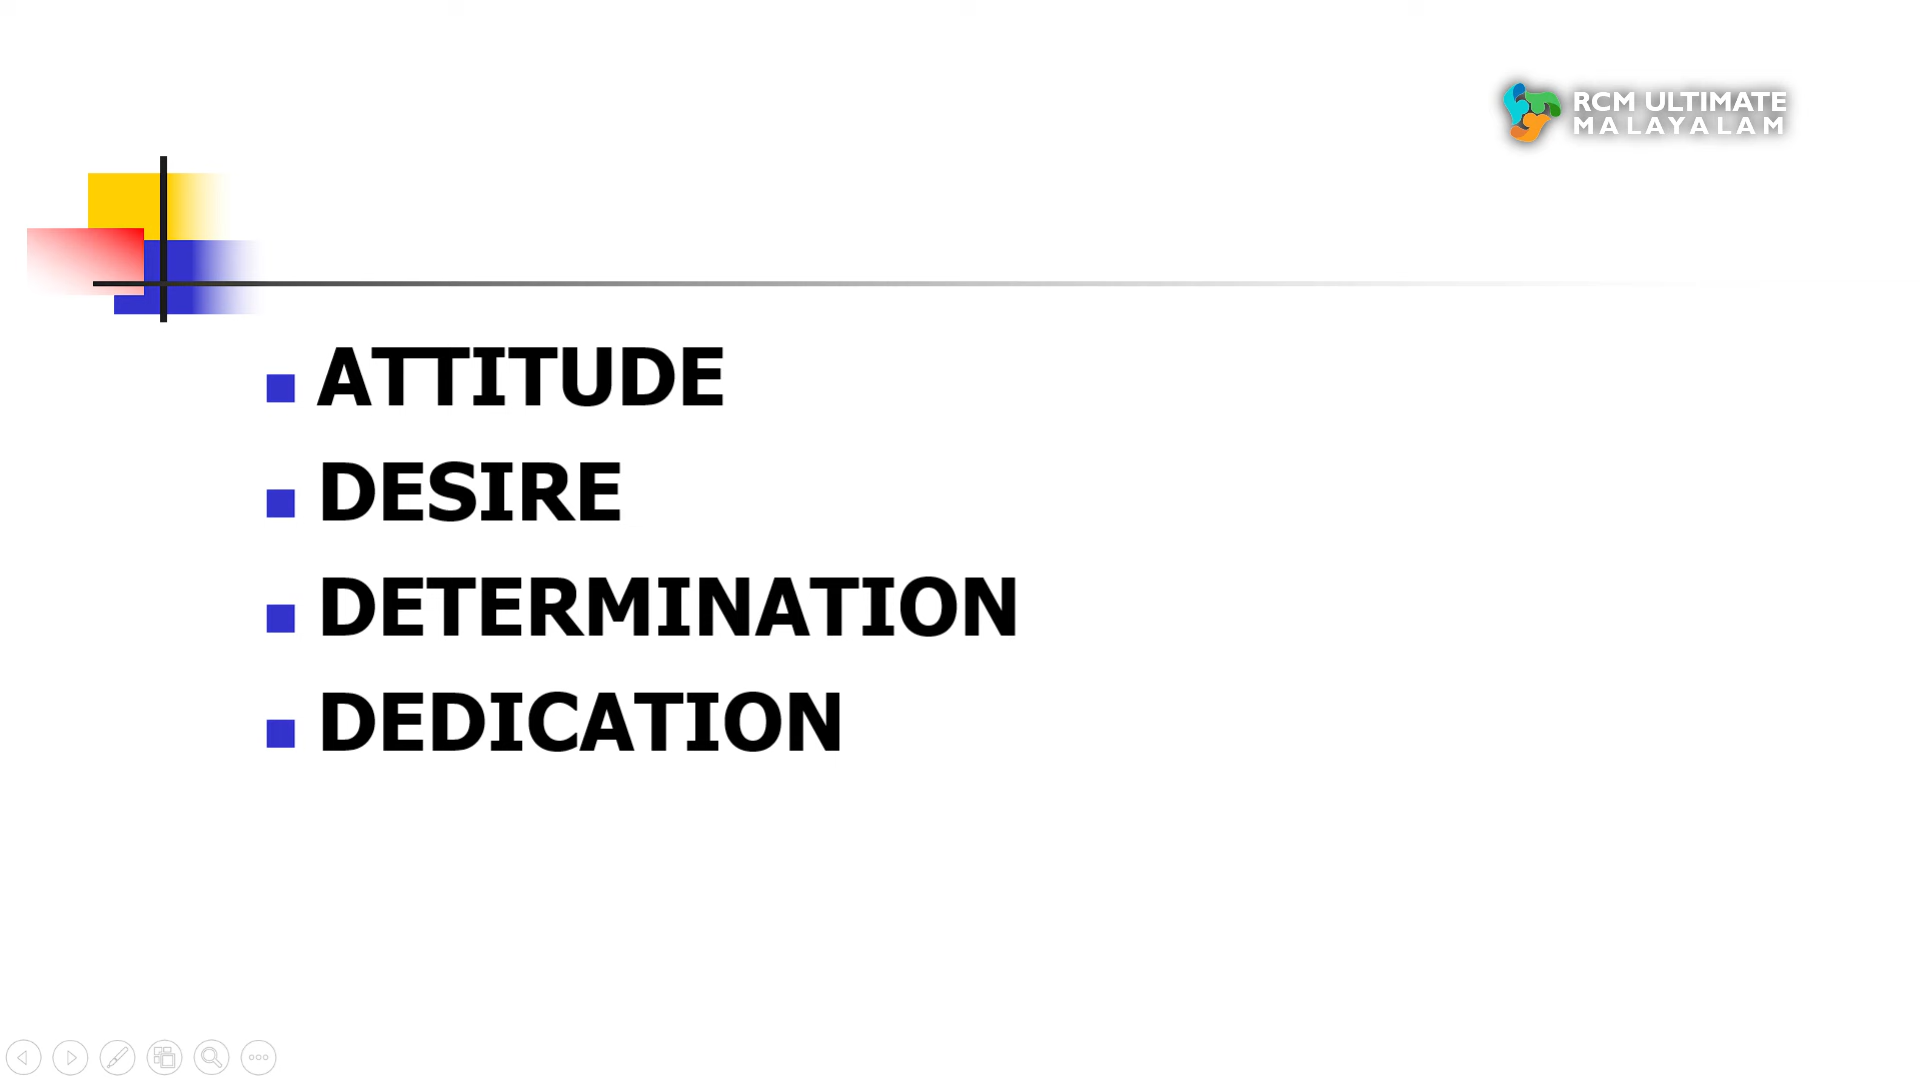 RCM ULTIMATE
MALAYALAM
ATTITUDE
DESIRE
DETERMINATION
DEDICATION